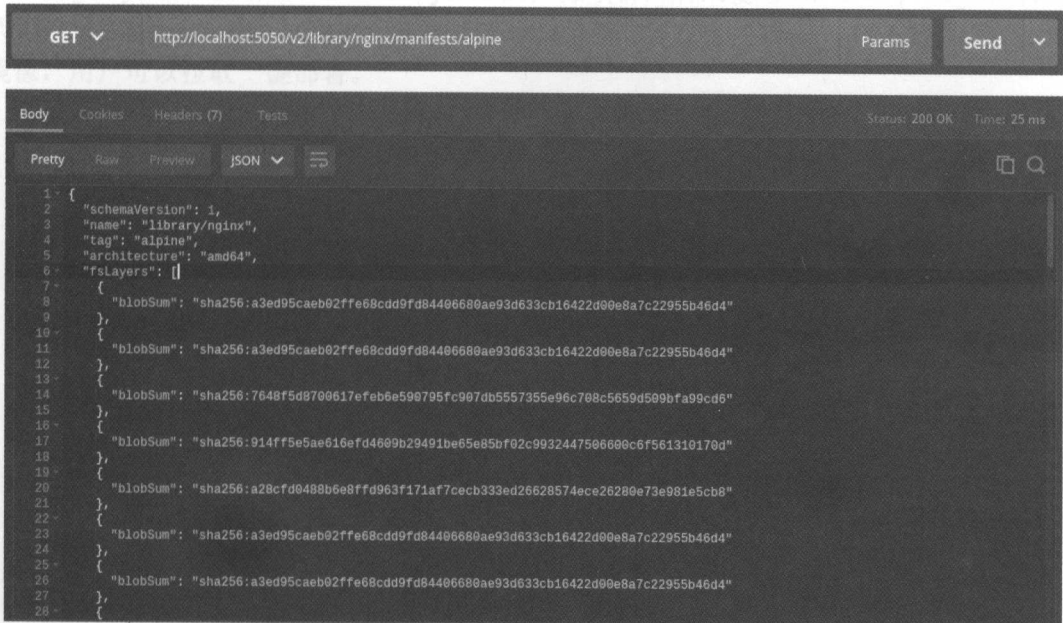 GET http://localhost:5050/v2/library/nginx/manifests/alpine Params Send
Body Cookies Headers (7) Tests Status: 200 OK Time: 25 ms
Pretty Raw Preview JSON
1 {
2 "schemaVersion": 1,
3 "name": "library/nginx",
4 "tag": "alpine",
5 "architecture": "amd64",
6 "fsLayers": [
7 {
8 "blobSum": "sha256:a3ed95caeb02ffe68cdd9fd84406680ae93d633cb16422d00e8a7c22955b46d4"
9 },
10 {
11 "blobSum": "sha256:a3ed95caeb02ffe68cdd9fd84406680ae93d633cb16422d00e8a7c22955b46d4"
12 },
13 {
14 "blobSum": "sha256:7648f5d8700617efeb6e590795fc907db5557355e96c708c5659d509bfa99cd6"
15 },
16 {
17 "blobSum": "sha256:914ff5e5ae616efd4609b29491be65e85bf02c9932447506600c6f561310170d"
18 },
19 {
20 "blobSum": "sha256:a28cfd0488b6e8ffd963f171af7cecb333ed26628574ece26280e73e981e5cb8"
21 },
22 {
23 "blobSum": "sha256:a3ed95caeb02ffe68cdd9fd84406680ae93d633cb16422d00e8a7c22955b46d4"
24 },
25 {
26 "blobSum": "sha256:a3ed95caeb02ffe68cdd9fd84406680ae93d633cb16422d00e8a7c22955b46d4"
27 },
28 {